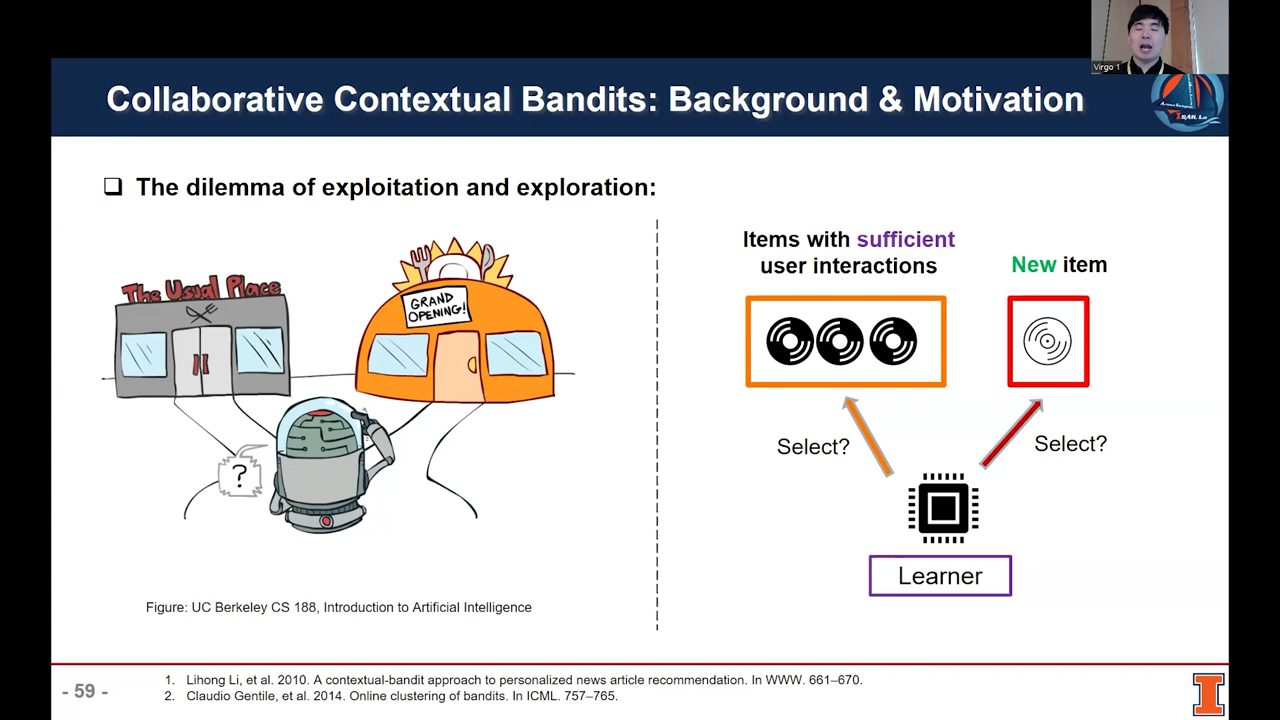 Virgo 1
Collaborative Contextual Bandits: Background & Motivation
The dilemma of exploitation and exploration:
The Usual Place
GRAND
OPENING!
?
Figure: UC Berkeley CS 188, Introduction to Artificial Intelligence
Items with sufficient
user interactions
New item
Select?
Select?
Learner
- 59 -
1. Lihong Li, et al. 2010. A contextual-bandit approach to personalized news article recommendation. In WWW. 661–670.
2. Claudio Gentile, et al. 2014. Online clustering of bandits. In ICML. 757–765.